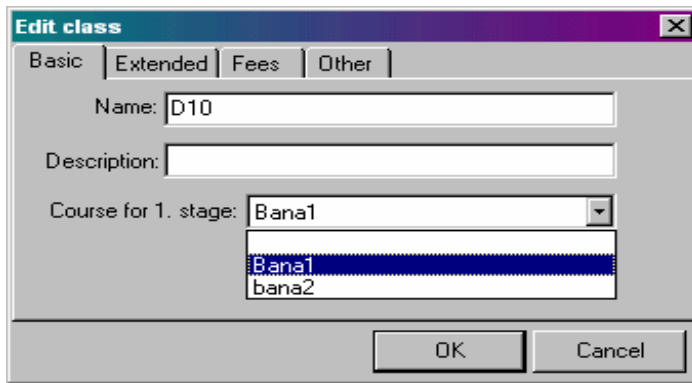 Edit class
Basic Extended Fees Other
Name: D10
Description:
Course for 1. stage: Bana1
Bana1
bana2
OK Cancel